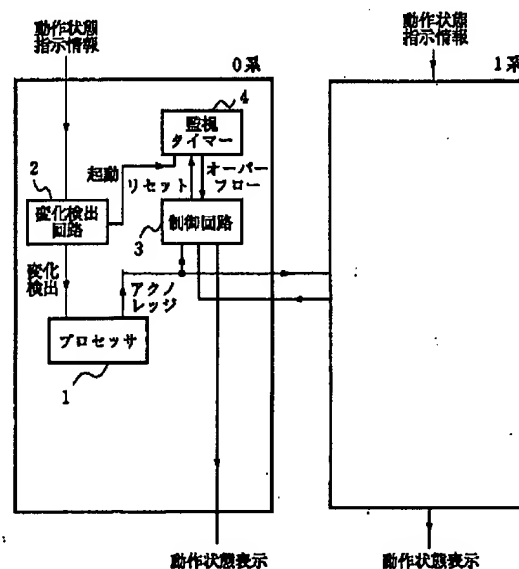 動作状態
指示情報
0系
4
監視
タイマー
起動
リセット
オーバー
フロー
2
変化検出
回路
制御回路
3
変化
検出
アクノ
レッジ
プロセッサ
1
動作状態表示
動作状態
指示情報
1系
動作状態表示